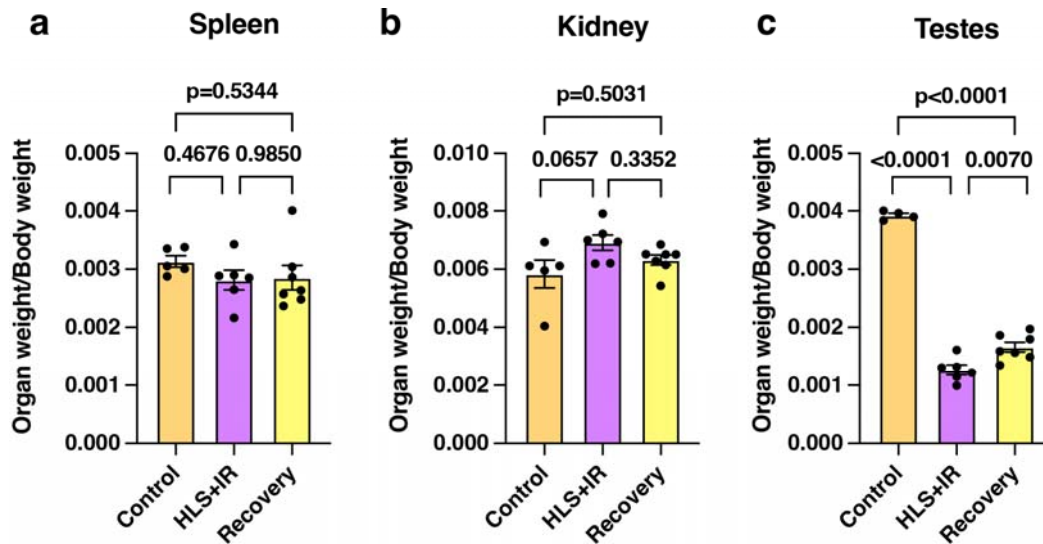 a Spleen
p=0.5344
0.4676 0.9850
Organ weight/Body weight
0.005
0.004
0.003
0.002
0.001
0.000
Control
HLS+IR
Recovery
b Kidney
p=0.5031
0.0657 0.3352
Organ weight/Body weight
0.010
0.008
0.006
0.004
0.002
0.000
Control
HLS+IR
Recovery
c Testes
p<0.0001
<0.0001 0.0070
Organ weight/Body weight
0.005
0.004
0.003
0.002
0.001
0.000
Control
HLS+IR
Recovery